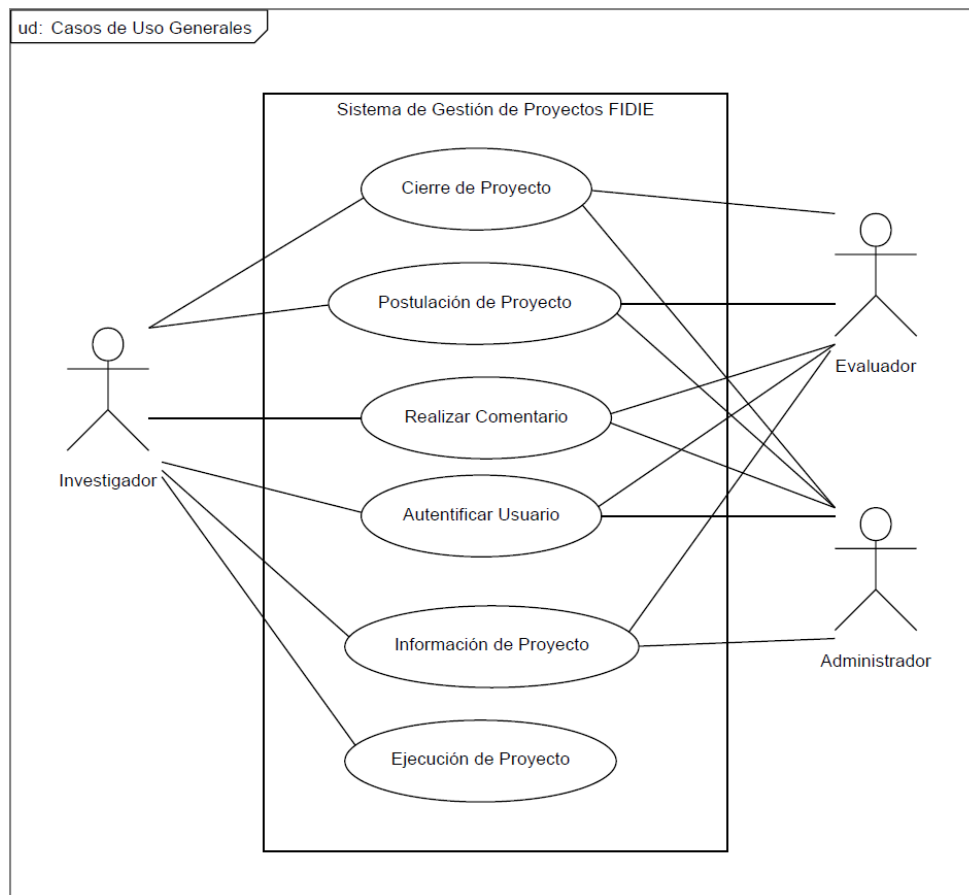 ud: Casos de Uso Generales
Sistema de Gestión de Proyectos FIDIE
Cierre de Proyecto
Postulación de Proyecto
Evaluador
Realizar Comentario
Investigador
Autentificar Usuario
Información de Proyecto
Administrador
Ejecución de Proyecto